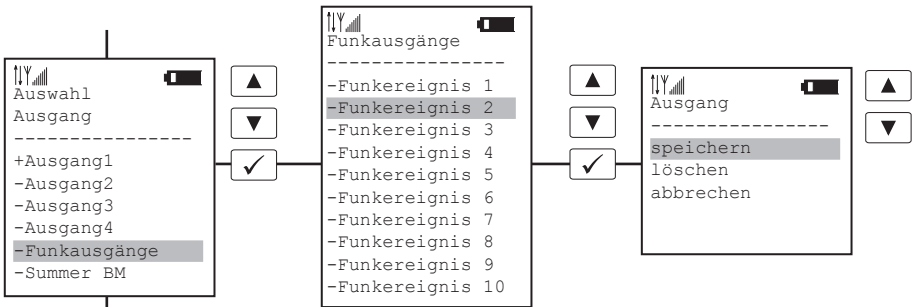 Auswahl
Ausgang
----------------
+Ausgang1
-Ausgang2
-Ausgang3
-Ausgang4
-Funkausgänge
-Summer BM
Funkausgänge
----------------
-Funkereignis 1
-Funkereignis 2
-Funkereignis 3
-Funkereignis 4
-Funkereignis 5
-Funkereignis 6
-Funkereignis 7
-Funkereignis 8
-Funkereignis 9
-Funkereignis 10
Ausgang
----------------
speichern
löschen
abbrechen